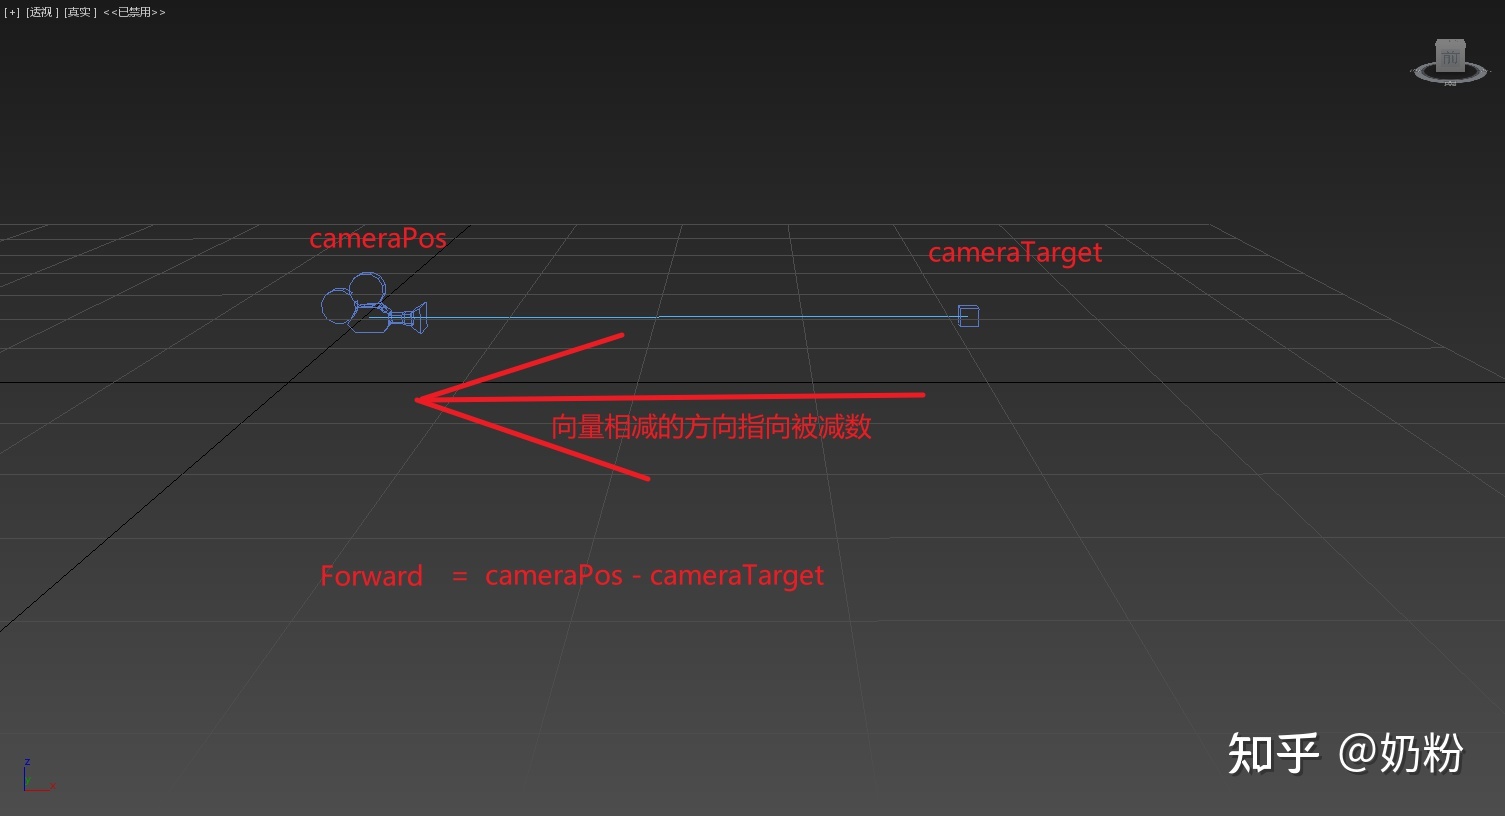 [+] [透视 ] [真实 ] <<已禁用>>
前
cameraPos
cameraTarget
向量相减的方向指向被减数
Forward = cameraPos - cameraTarget
知乎 @奶粉
z
x